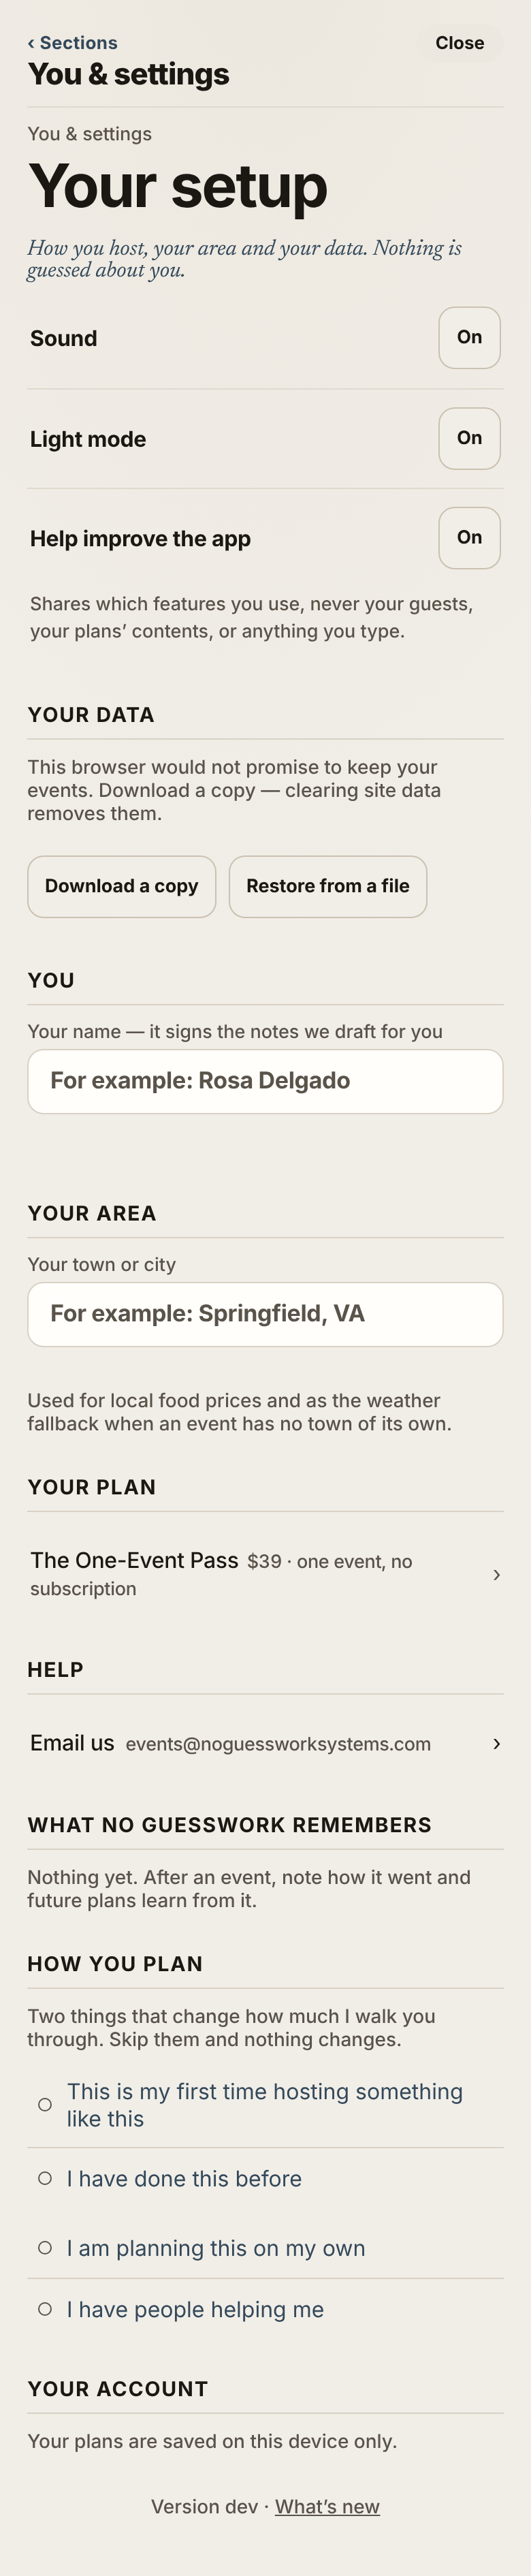 ‹ Sections
Close
You & settings
You & settings
Your setup
How you host, your area and your data. Nothing is
guessed about you.
Sound
On
Light mode
On
Help improve the app
On
Shares which features you use, never your guests,
your plans’ contents, or anything you type.
YOUR DATA
This browser would not promise to keep your
events. Download a copy — clearing site data
removes them.
Download a copy
Restore from a file
YOU
Your name — it signs the notes we draft for you
For example: Rosa Delgado
YOUR AREA
Your town or city
For example: Springfield, VA
Used for local food prices and as the weather
fallback when an event has no town of its own.
YOUR PLAN
The One-Event Pass $39 · one event, no
subscription
›
HELP
Email us events@noguessworksystems.com ›
WHAT NO GUESSWORK REMEMBERS
Nothing yet. After an event, note how it went and
future plans learn from it.
HOW YOU PLAN
Two things that change how much I walk you
through. Skip them and nothing changes.
This is my first time hosting something
like this
I have done this before
I am planning this on my own
I have people helping me
YOUR ACCOUNT
Your plans are saved on this device only.
Version dev · What’s new